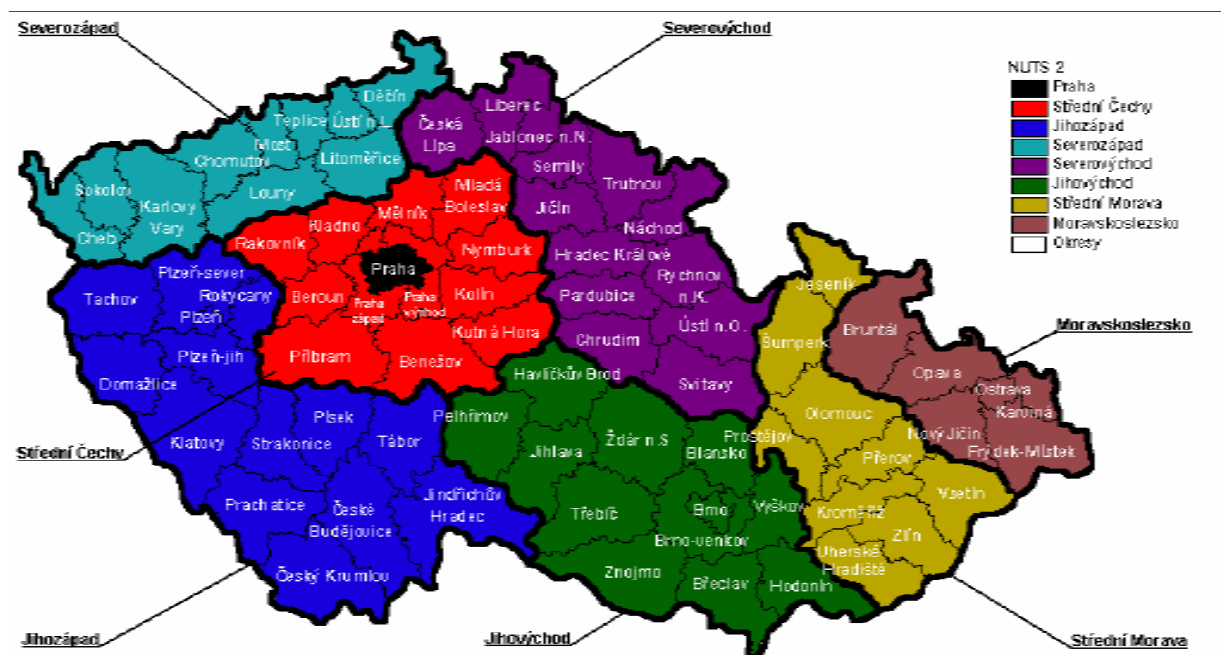 Severozápad
Severovýchod
NUTS 2
Praha
Střední Čechy
Jihozápad
Severozápad
Severovýchod
Jihovýchod
Střední Morava
Moravskoslezsko
Okresy
Děčín
Teplice
Ústí n.L.
Most
Chomutov
Litoměřice
Louny
Sokolov
Karlovy
Vary
Cheb
Liberec
Česká
Lípa
Jablonec n.N.
Semily
Trutnov
Jičín
Náchod
Hradec Králové
Rychnov
n.K.
Pardubice
Ústí n.O.
Chrudim
Svitavy
Mladá
Boleslav
Mělník
Kladno
Rakovník
Nymburk
Praha
Beroun
Praha
západ
Praha
východ
Kolín
Kutná Hora
Příbram
Benešov
Plzeň-sever
Tachov
Rokycany
Plzeň
Plzeň-jih
Domažlice
Klatovy
Písek
Strakonice
Tábor
Prachatice
České
Budějovice
Jindřichův
Hradec
Český Krumlov
Havlíčkův Brod
Pelhřimov
Jihlava
Ždár n.S
Blansko
Třebíč
Brno
Vyškov
Brno-venkov
Znojmo
Břeclav
Hodonín
Jeseník
Šumperk
Olomouc
Prostějov
Přerov
Kroměříž
Vsetín
Zlín
Uherské
Hradiště
Bruntál
Opava
Ostrava
Karviná
Nový Jičín
Frýdek-Místek
Moravskoslezsko
Střední Čechy
Jihozápad
Jihovýchod
Střední Morava